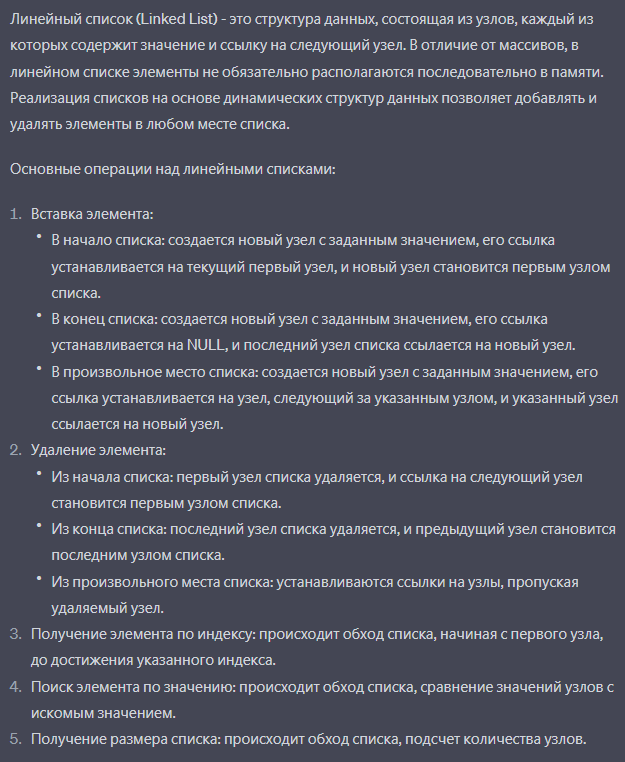 Линейный список (Linked List) - это структура данных, состоящая из узлов, каждый из
которых содержит значение и ссылку на следующий узел. В отличие от массивов, в
линейном списке элементы не обязательно располагаются последовательно в памяти.
Реализация списков на основе динамических структур данных позволяет добавлять и
удалять элементы в любом месте списка.
Основные операции над линейными списками:
1. Вставка элемента:
• В начало списка: создается новый узел с заданным значением, его ссылка
устанавливается на текущий первый узел, и новый узел становится первым узлом
списка.
• В конец списка: создается новый узел с заданным значением, его ссылка
устанавливается на NULL, и последний узел списка ссылается на новый узел.
• В произвольное место списка: создается новый узел с заданным значением, его
ссылка устанавливается на узел, следующий за указанным узлом, и указанный узел
ссылается на новый узел.
2. Удаление элемента:
• Из начала списка: первый узел списка удаляется, и ссылка на следующий узел
становится первым узлом списка.
• Из конца списка: последний узел списка удаляется, и предыдущий узел становится
последним узлом списка.
• Из произвольного места списка: устанавливаются ссылки на узлы, пропуская
удаляемый узел.
3. Получение элемента по индексу: происходит обход списка, начиная с первого узла,
до достижения указанного индекса.
4. Поиск элемента по значению: происходит обход списка, сравнение значений узлов с
искомым значением.
5. Получение размера списка: происходит обход списка, подсчет количества узлов.